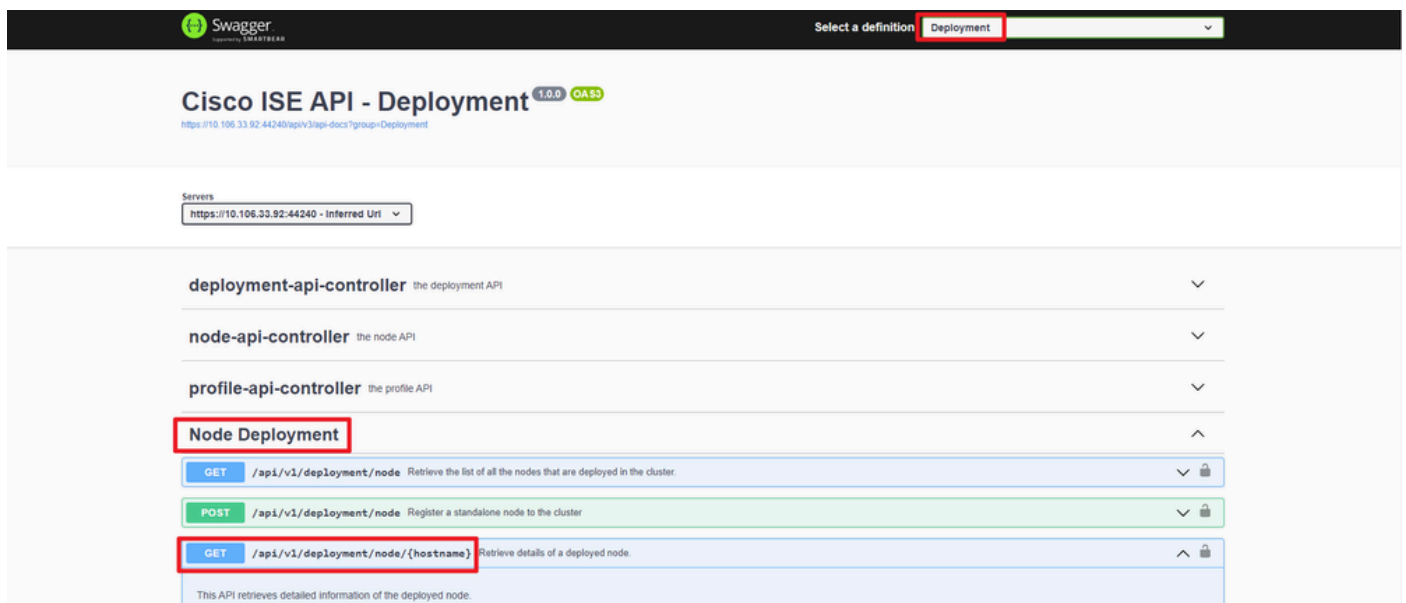 Swagger.
Supported by SMARTBEAR
Select a definition Deployment
Cisco ISE API - Deployment 1.0.0 OAS3
https://10.106.33.92:44240/api/v3/api-docs?group=Deployment
Servers
https://10.106.33.92:44240 - Inferred Url
deployment-api-controller the deployment API
node-api-controller the node API
profile-api-controller the profile API
Node Deployment
GET /api/v1/deployment/node Retrieve the list of all the nodes that are deployed in the cluster.
POST /api/v1/deployment/node Register a standalone node to the cluster
GET /api/v1/deployment/node/{hostname} Retrieve details of a deployed node.
This API retrieves detailed information of the deployed node.